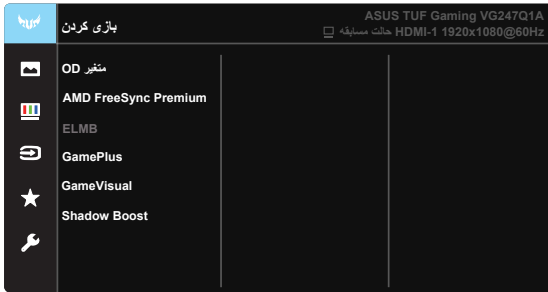 بازی کردن
ASUS TUF Gaming VG247Q1A
حالت مسابقه HDMI-1 1920x1080@60Hz
متغیر OD
AMD FreeSync Premium
ELMB
GamePlus
GameVisual
Shadow Boost